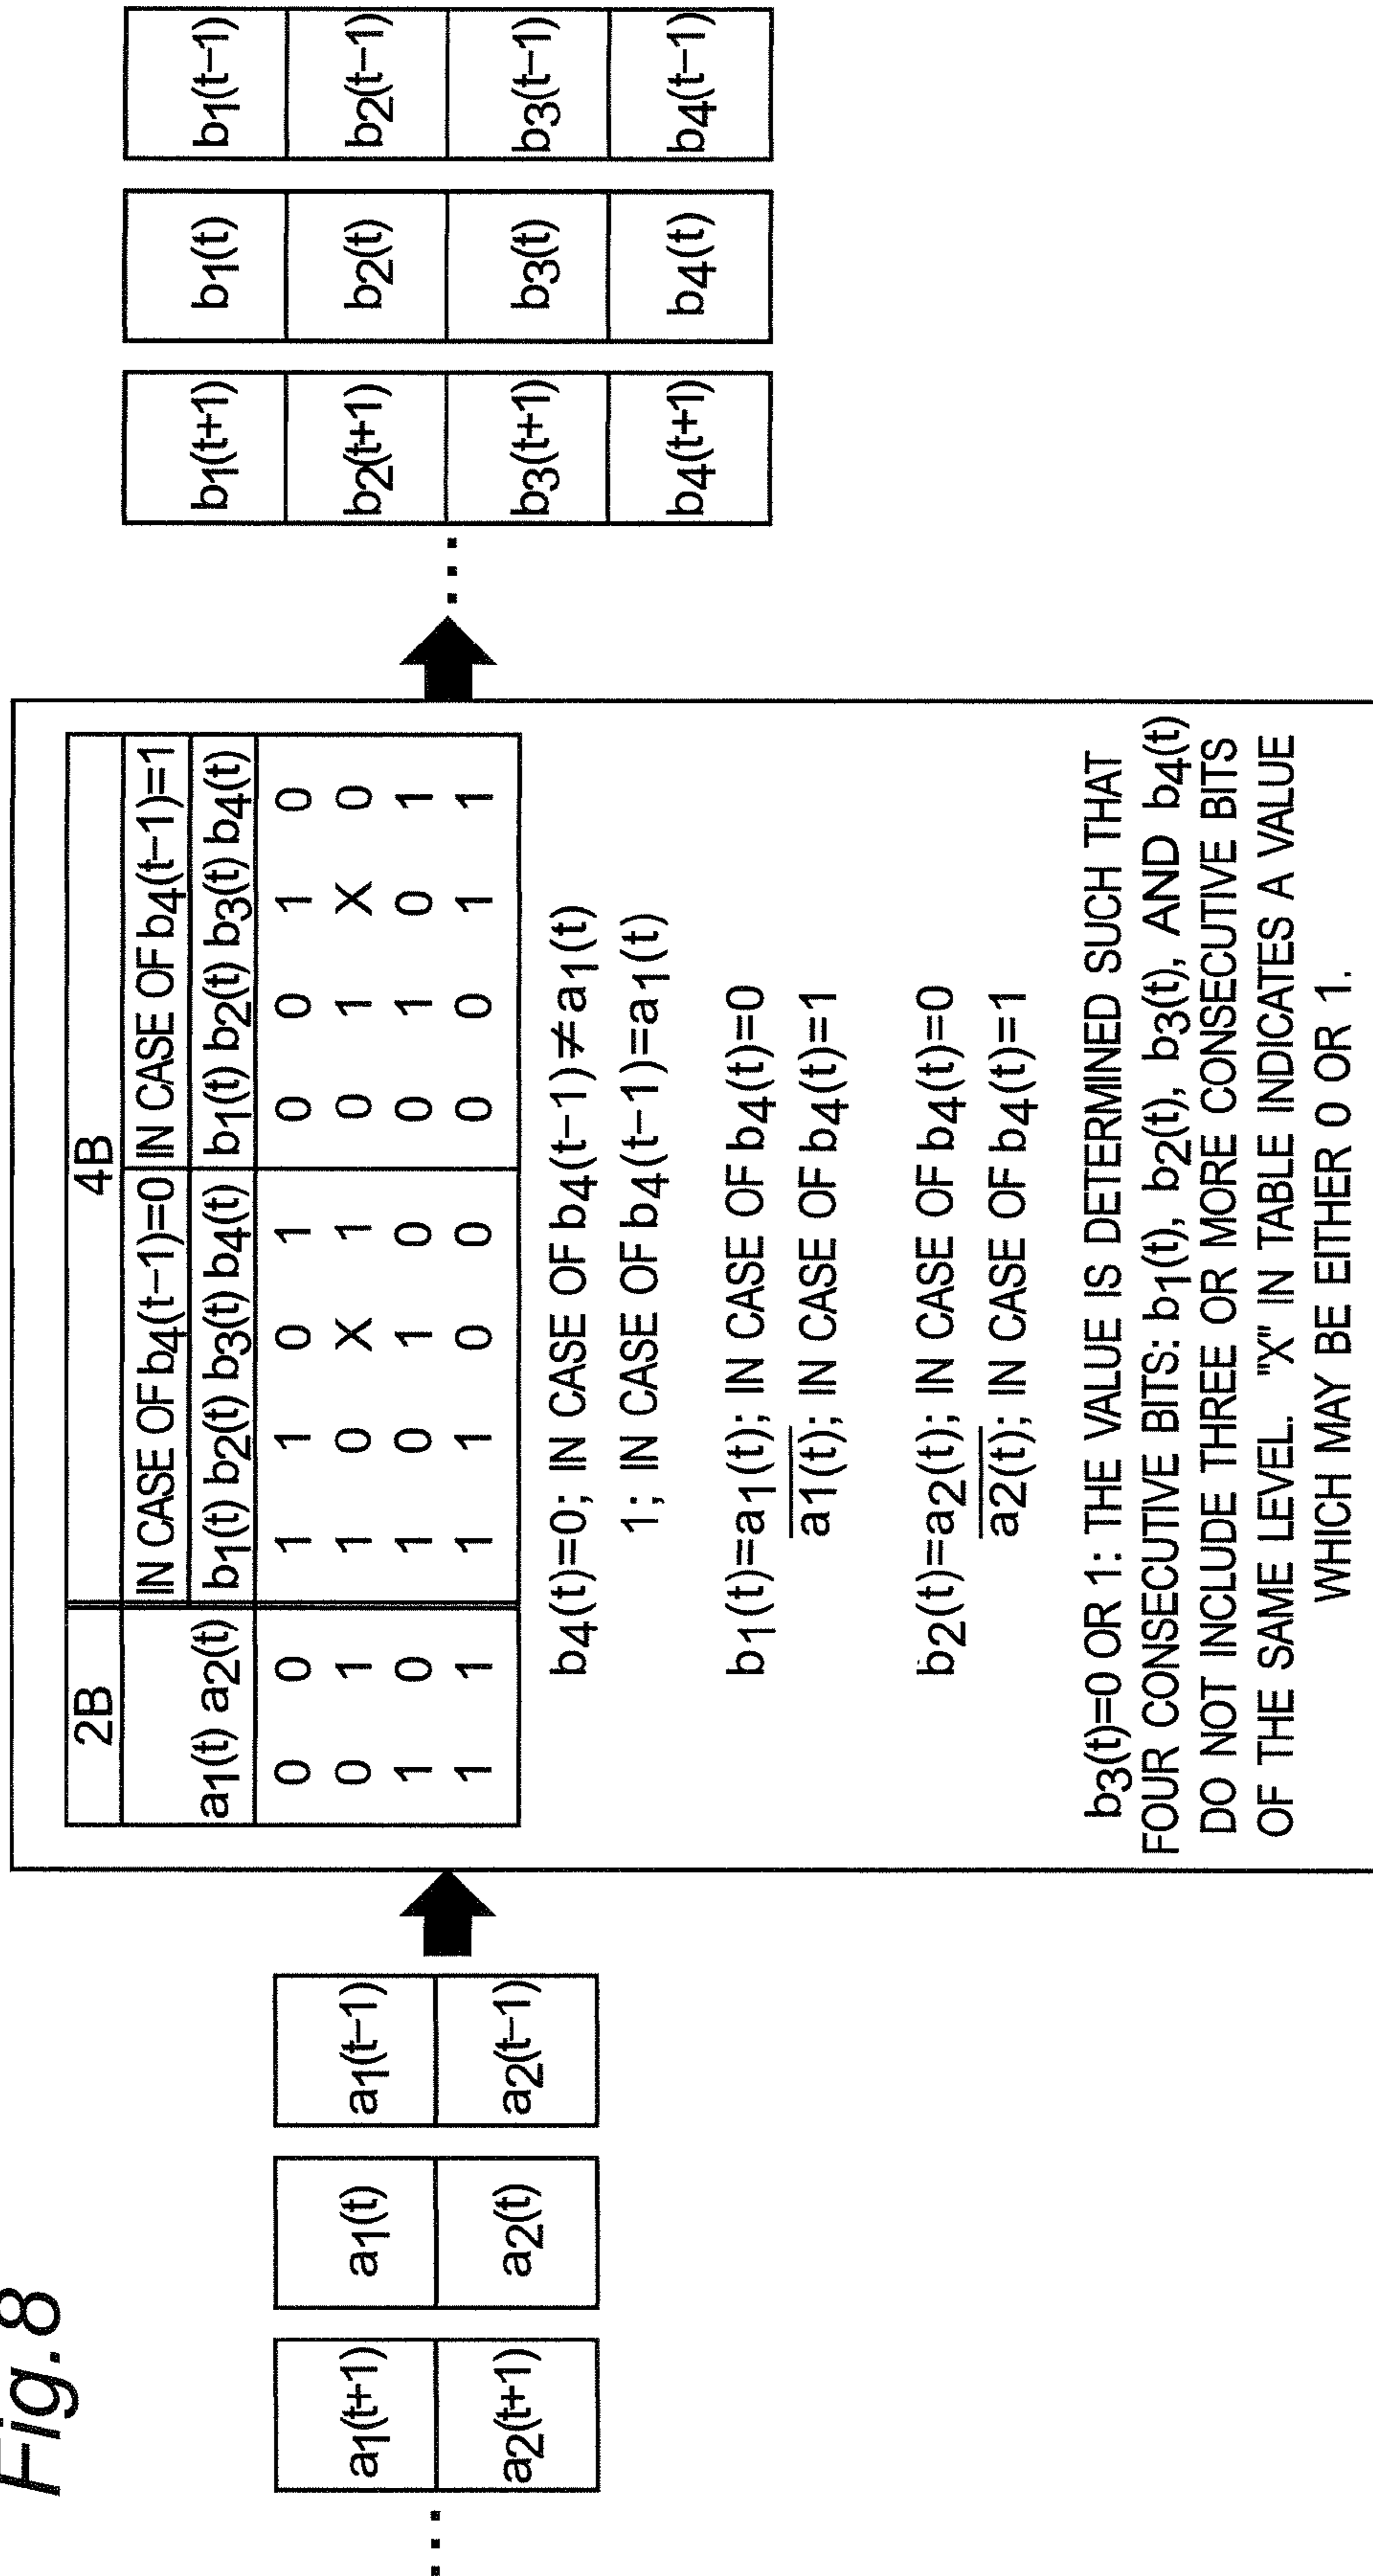 Fig.8
...
a1(t+1) a1(t) a1(t−1)
a2(t+1) a2(t) a2(t−1)
2B 4B
IN CASE OF b4(t−1)=0 IN CASE OF b4(t−1)=1
a1(t) a2(t) b1(t) b2(t) b3(t) b4(t) b1(t) b2(t) b3(t) b4(t)
0 0 1 1 0 1 0 0 1 0
0 1 1 0 X 1 0 1 X 0
1 0 1 0 1 0 0 1 0 1
1 1 1 1 0 0 0 0 1 1
b4(t)=0; IN CASE OF b4(t−1)≠a1(t)
1; IN CASE OF b4(t−1)=a1(t)
b1(t)=a1(t); IN CASE OF b4(t)=0
a1(t); IN CASE OF b4(t)=1
b2(t)=a2(t); IN CASE OF b4(t)=0
a2(t); IN CASE OF b4(t)=1
b3(t)=0 OR 1: THE VALUE IS DETERMINED SUCH THAT
FOUR CONSECUTIVE BITS: b1(t), b2(t), b3(t), AND b4(t)
DO NOT INCLUDE THREE OR MORE CONSECUTIVE BITS
OF THE SAME LEVEL. "X" IN TABLE INDICATES A VALUE
WHICH MAY BE EITHER 0 OR 1.
...
b1(t+1) b1(t) b1(t−1)
b2(t+1) b2(t) b2(t−1)
b3(t+1) b3(t) b3(t−1)
b4(t+1) b4(t) b4(t−1)